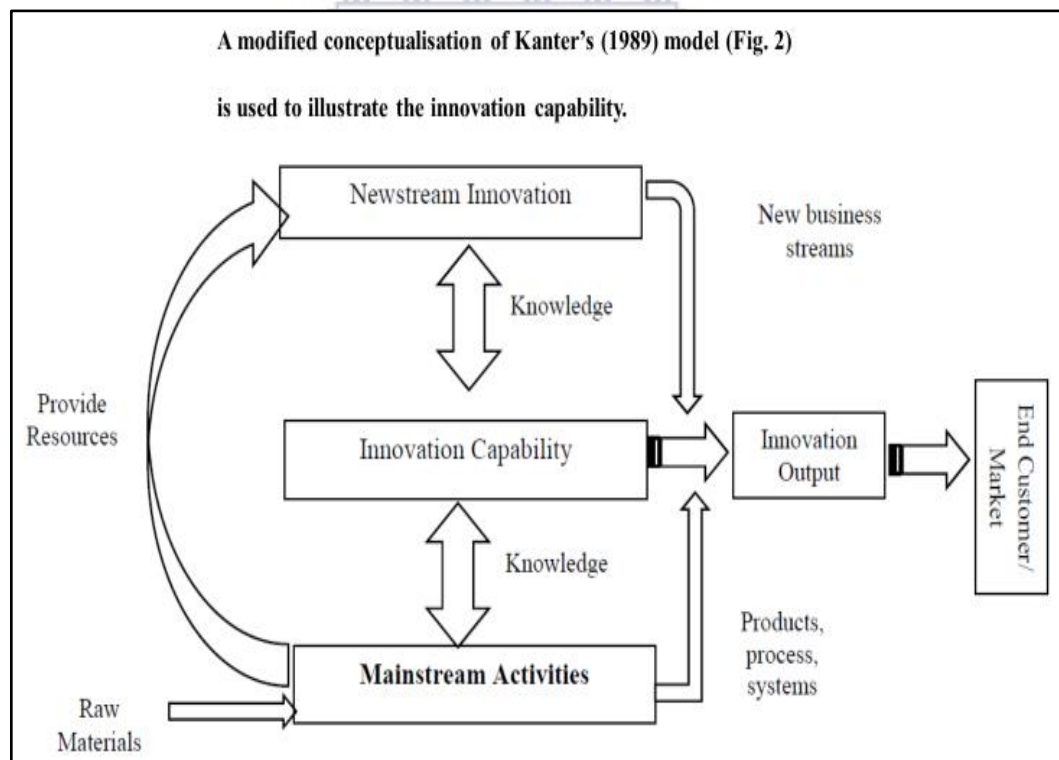 A modified conceptualisation of Kanter's (1989) model (Fig. 2)
is used to illustrate the innovation capability.
Newstream Innovation
New business
streams
Knowledge
Provide
Resources
Innovation Capability
Innovation
Output
End Customer/
Market
Knowledge
Products,
process,
systems
Mainstream Activities
Raw
Materials